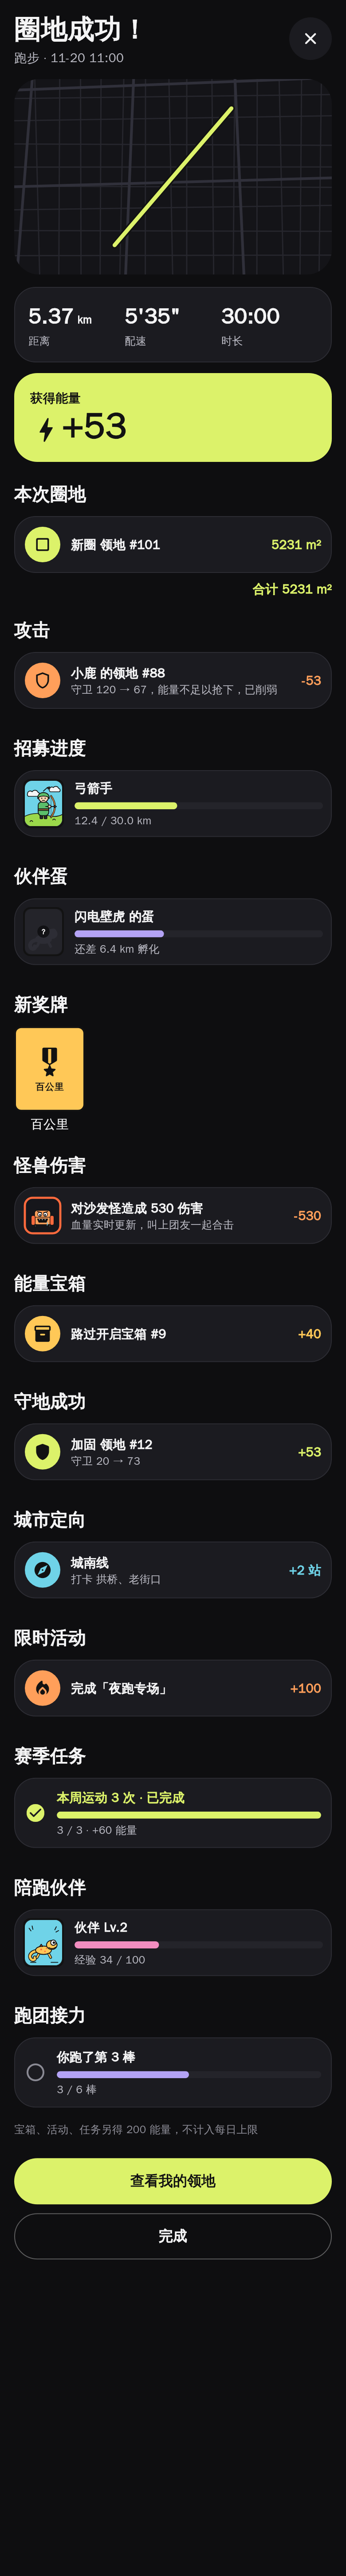 圈地成功！
跑步 · 11-20 11:00
5.37 km
5'35"
30:00
距离
配速
时长
获得能量
+53
本次圈地
新圈 领地 #101
5231 m²
合计 5231 m²
攻击
小鹿 的领地 #88
守卫 120 → 67，能量不足以抢下，已削弱
-53
招募进度
弓箭手
12.4 / 30.0 km
伙伴蛋
?
闪电壁虎 的蛋
还差 6.4 km 孵化
新奖牌
百公里
百公里
怪兽伤害
对沙发怪造成 530 伤害
血量实时更新，叫上团友一起合击
-530
能量宝箱
路过开启宝箱 #9
+40
守地成功
加固 领地 #12
守卫 20 → 73
+53
城市定向
城南线
打卡 拱桥、老街口
+2 站
限时活动
完成「夜跑专场」
+100
赛季任务
本周运动 3 次 · 已完成
3 / 3 · +60 能量
陪跑伙伴
伙伴 Lv.2
经验 34 / 100
跑团接力
你跑了第 3 棒
3 / 6 棒
宝箱、活动、任务另得 200 能量，不计入每日上限
查看我的领地
完成